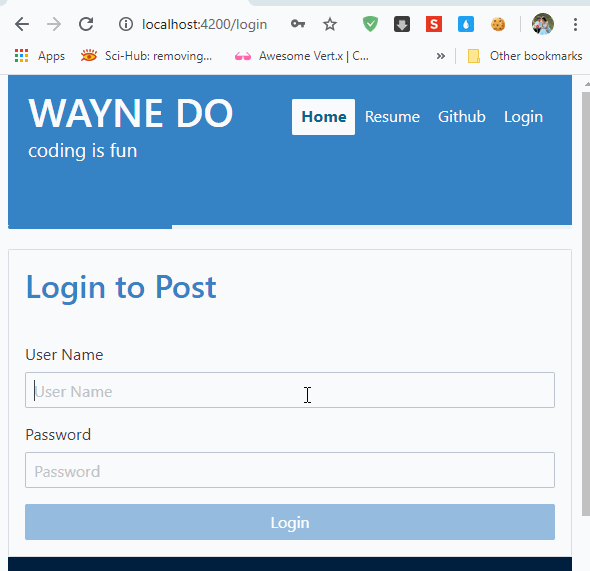 localhost:4200/login
S
Apps Sci-Hub: removing... Awesome Vert.x | C... » Other bookmarks
WAYNE DO
coding is fun
Home Resume Github Login
Login to Post
User Name
User Name
Password
Password
Login